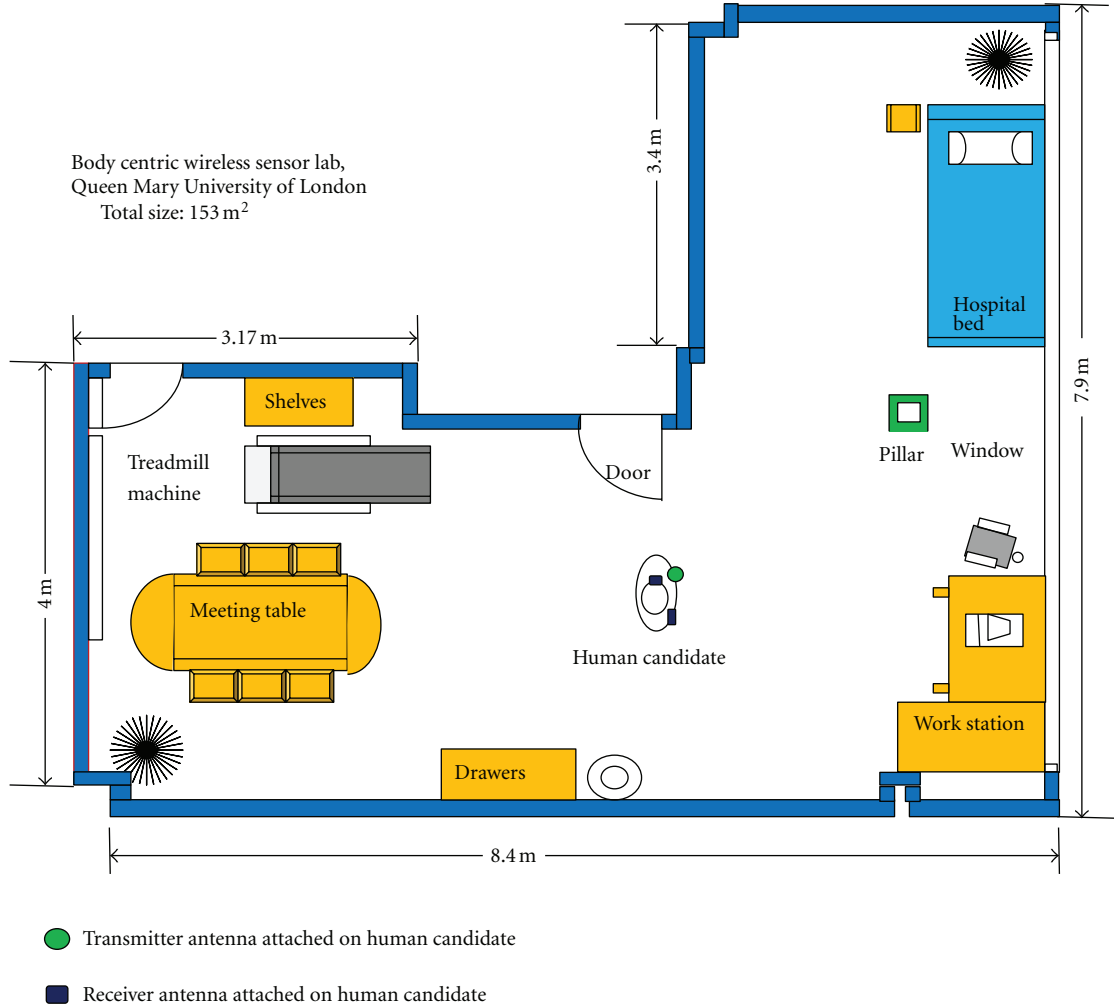 Body centric wireless sensor lab,
Queen Mary University of London
Total size: 153 m²
3.4 m
Hospital
bed
3.17 m
7.9 m
Shelves
Pillar
Window
Treadmill
machine
Door
4 m
Meeting table
Human candidate
Work station
Drawers
8.4 m
Transmitter antenna attached on human candidate
Receiver antenna attached on human candidate